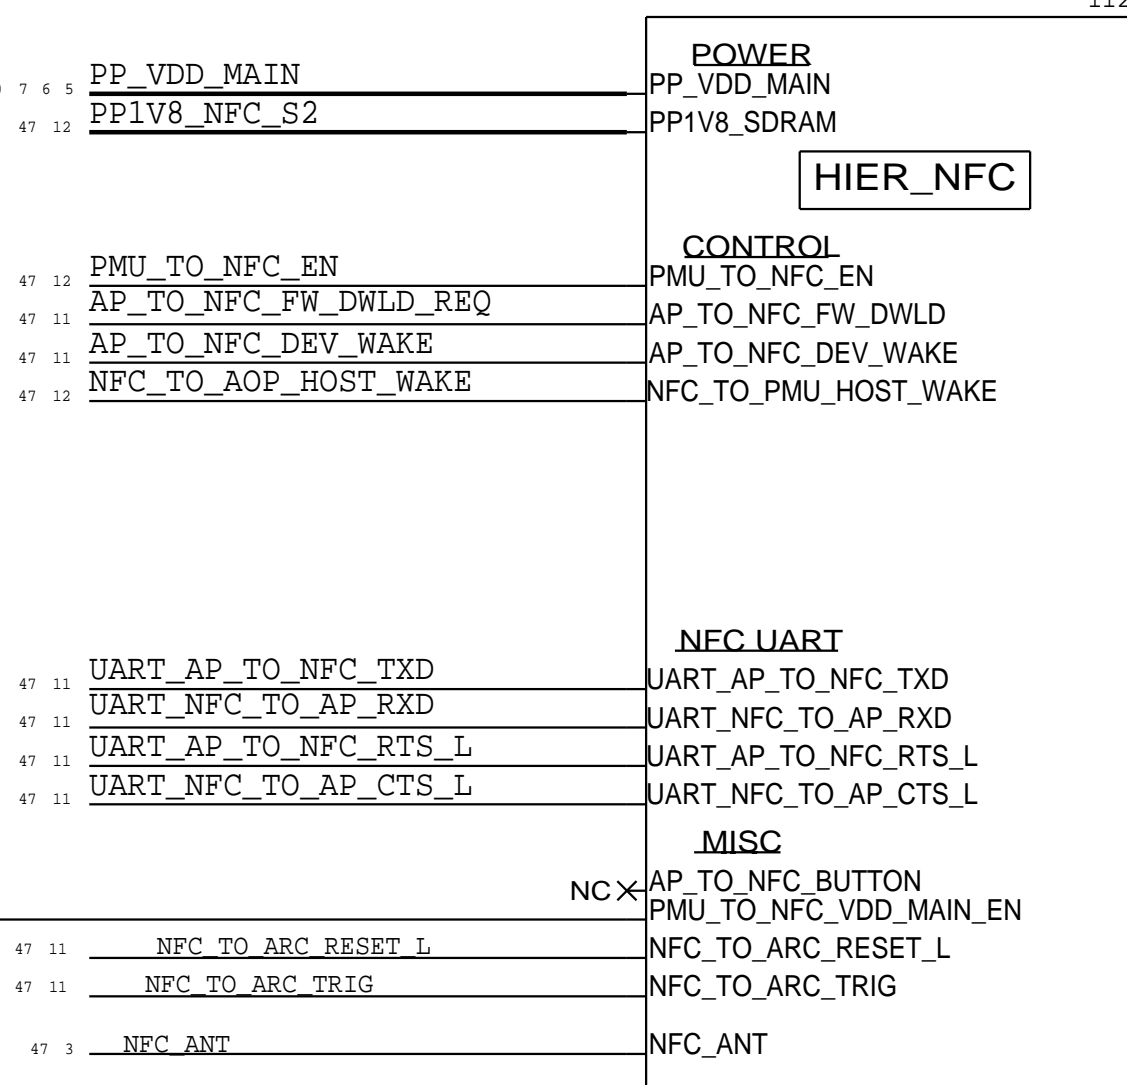 112
POWER
7 6 5 PP_VDD_MAIN PP_VDD_MAIN
47 12 PP1V8_NFC_S2 PP1V8_SDRAM
HIER_NFC
CONTROL
47 12 PMU_TO_NFC_EN PMU_TO_NFC_EN
47 11 AP_TO_NFC_FW_DWLD_REQ AP_TO_NFC_FW_DWLD
47 11 AP_TO_NFC_DEV_WAKE AP_TO_NFC_DEV_WAKE
47 12 NFC_TO_AOP_HOST_WAKE NFC_TO_PMU_HOST_WAKE
NFC UART
47 11 UART_AP_TO_NFC_TXD UART_AP_TO_NFC_TXD
47 11 UART_NFC_TO_AP_RXD UART_NFC_TO_AP_RXD
47 11 UART_AP_TO_NFC_RTS_L UART_AP_TO_NFC_RTS_L
47 11 UART_NFC_TO_AP_CTS_L UART_NFC_TO_AP_CTS_L
MISC
NC AP_TO_NFC_BUTTON
PMU_TO_NFC_VDD_MAIN_EN
47 11 NFC_TO_ARC_RESET_L NFC_TO_ARC_RESET_L
47 11 NFC_TO_ARC_TRIG NFC_TO_ARC_TRIG
47 3 NFC_ANT NFC_ANT